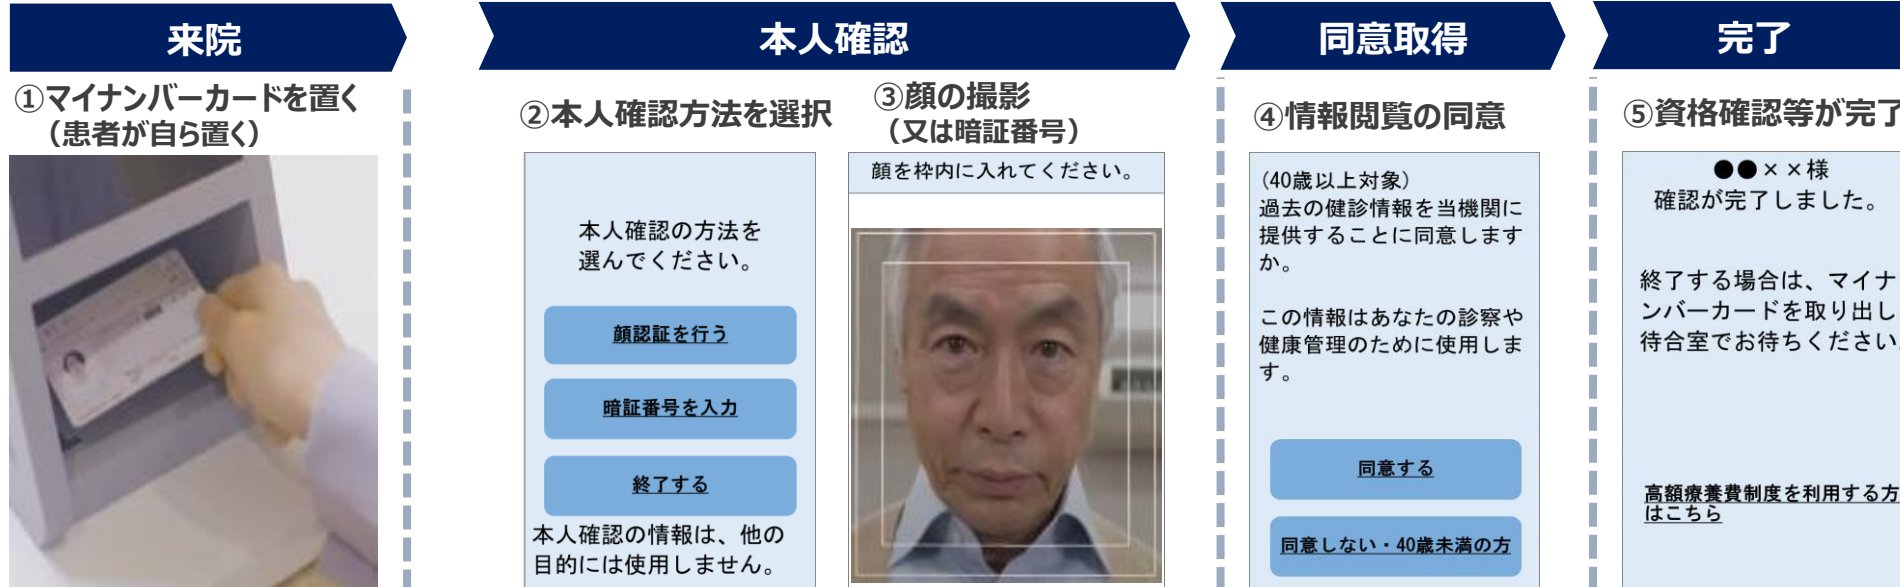 来院
①マイナンバーカードを置く
（患者が自ら置く）
本人確認
②本人確認方法を選択
本人確認の方法を
選んでください。
顔認証を行う
暗証番号を入力
終了する
本人確認の情報は、他の
目的には使用しません。
③顔の撮影
（又は暗証番号）
顔を枠内に入れてください。
同意取得
④情報閲覧の同意
(40歳以上対象)
過去の健診情報を当機関に
提供することに同意します
か。
この情報はあなたの診察や
健康管理のために使用しま
す。
同意する
同意しない・40歳未満の方
完了
⑤資格確認等が完了
●●××様
確認が完了しました。
終了する場合は、マイナ
ンバーカードを取り出し
待合室でお待ちください。
高額療養費制度を利用する方
はこちら